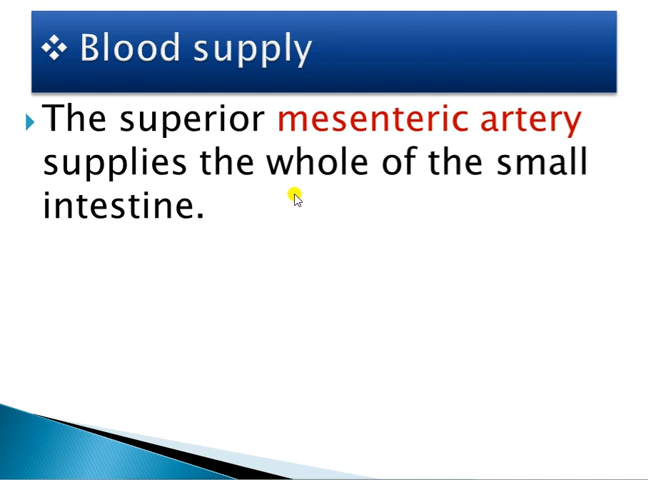 ❖ Blood supply
The superior mesenteric artery
supplies the whole of the small
intestine.